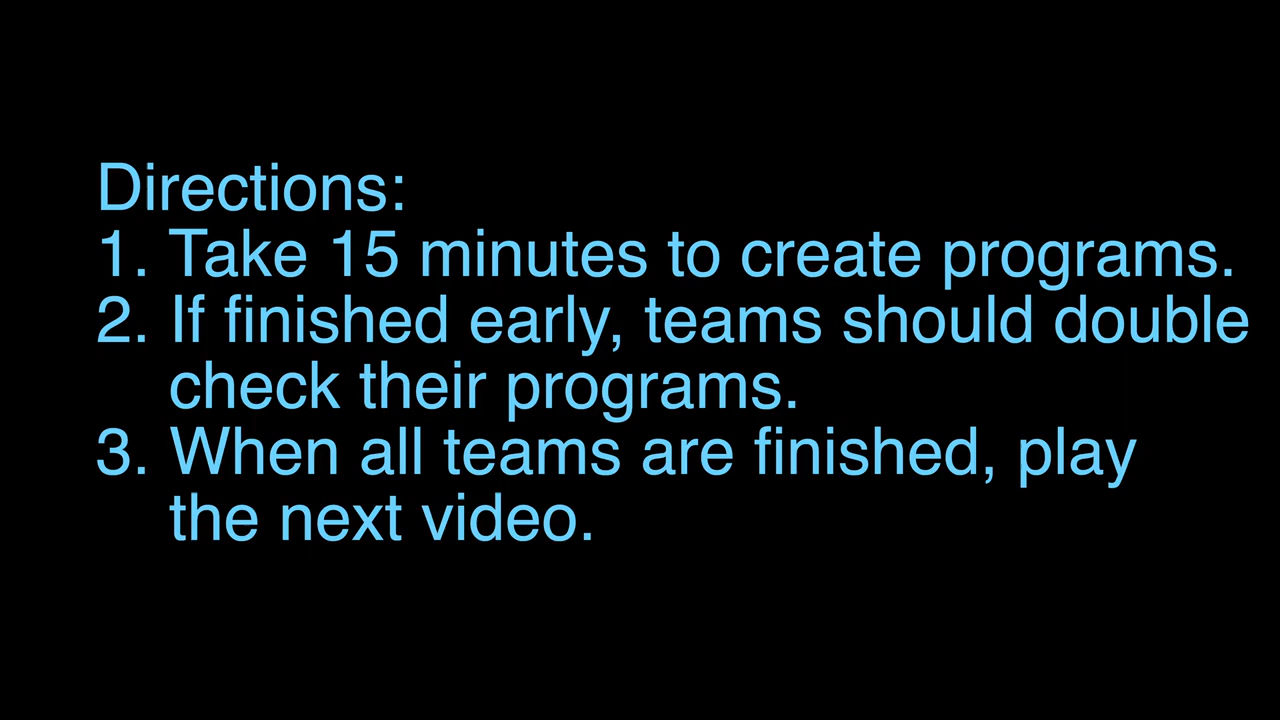 Directions:
1. Take 15 minutes to create programs.
2. If finished early, teams should double
check their programs.
3. When all teams are finished, play
the next video.